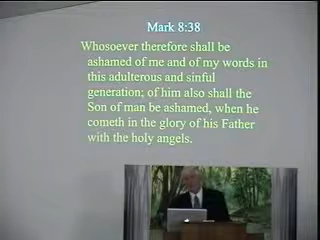 Mark 8:38
Whosoever therefore shall be
ashamed of me and of my words in
this adulterous and sinful
generation; of him also shall the
Son of man be ashamed, when he
cometh in the glory of his Father
with the holy angels.